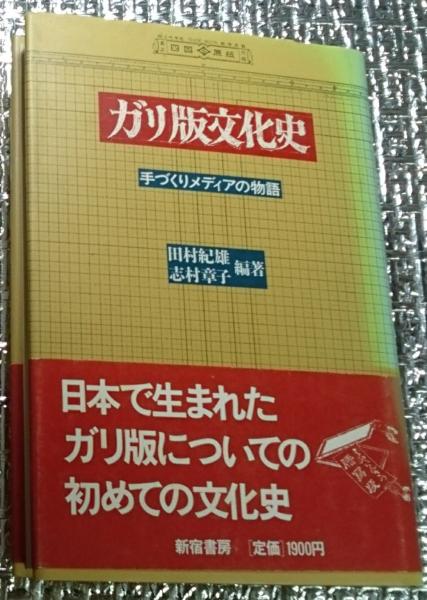 ガリ版文化史
手づくりメディアの物語
田村紀雄
志村章子
編著
日本で生まれた
ガリ版についての
初めての文化史
新宿書房 [定価]1900円